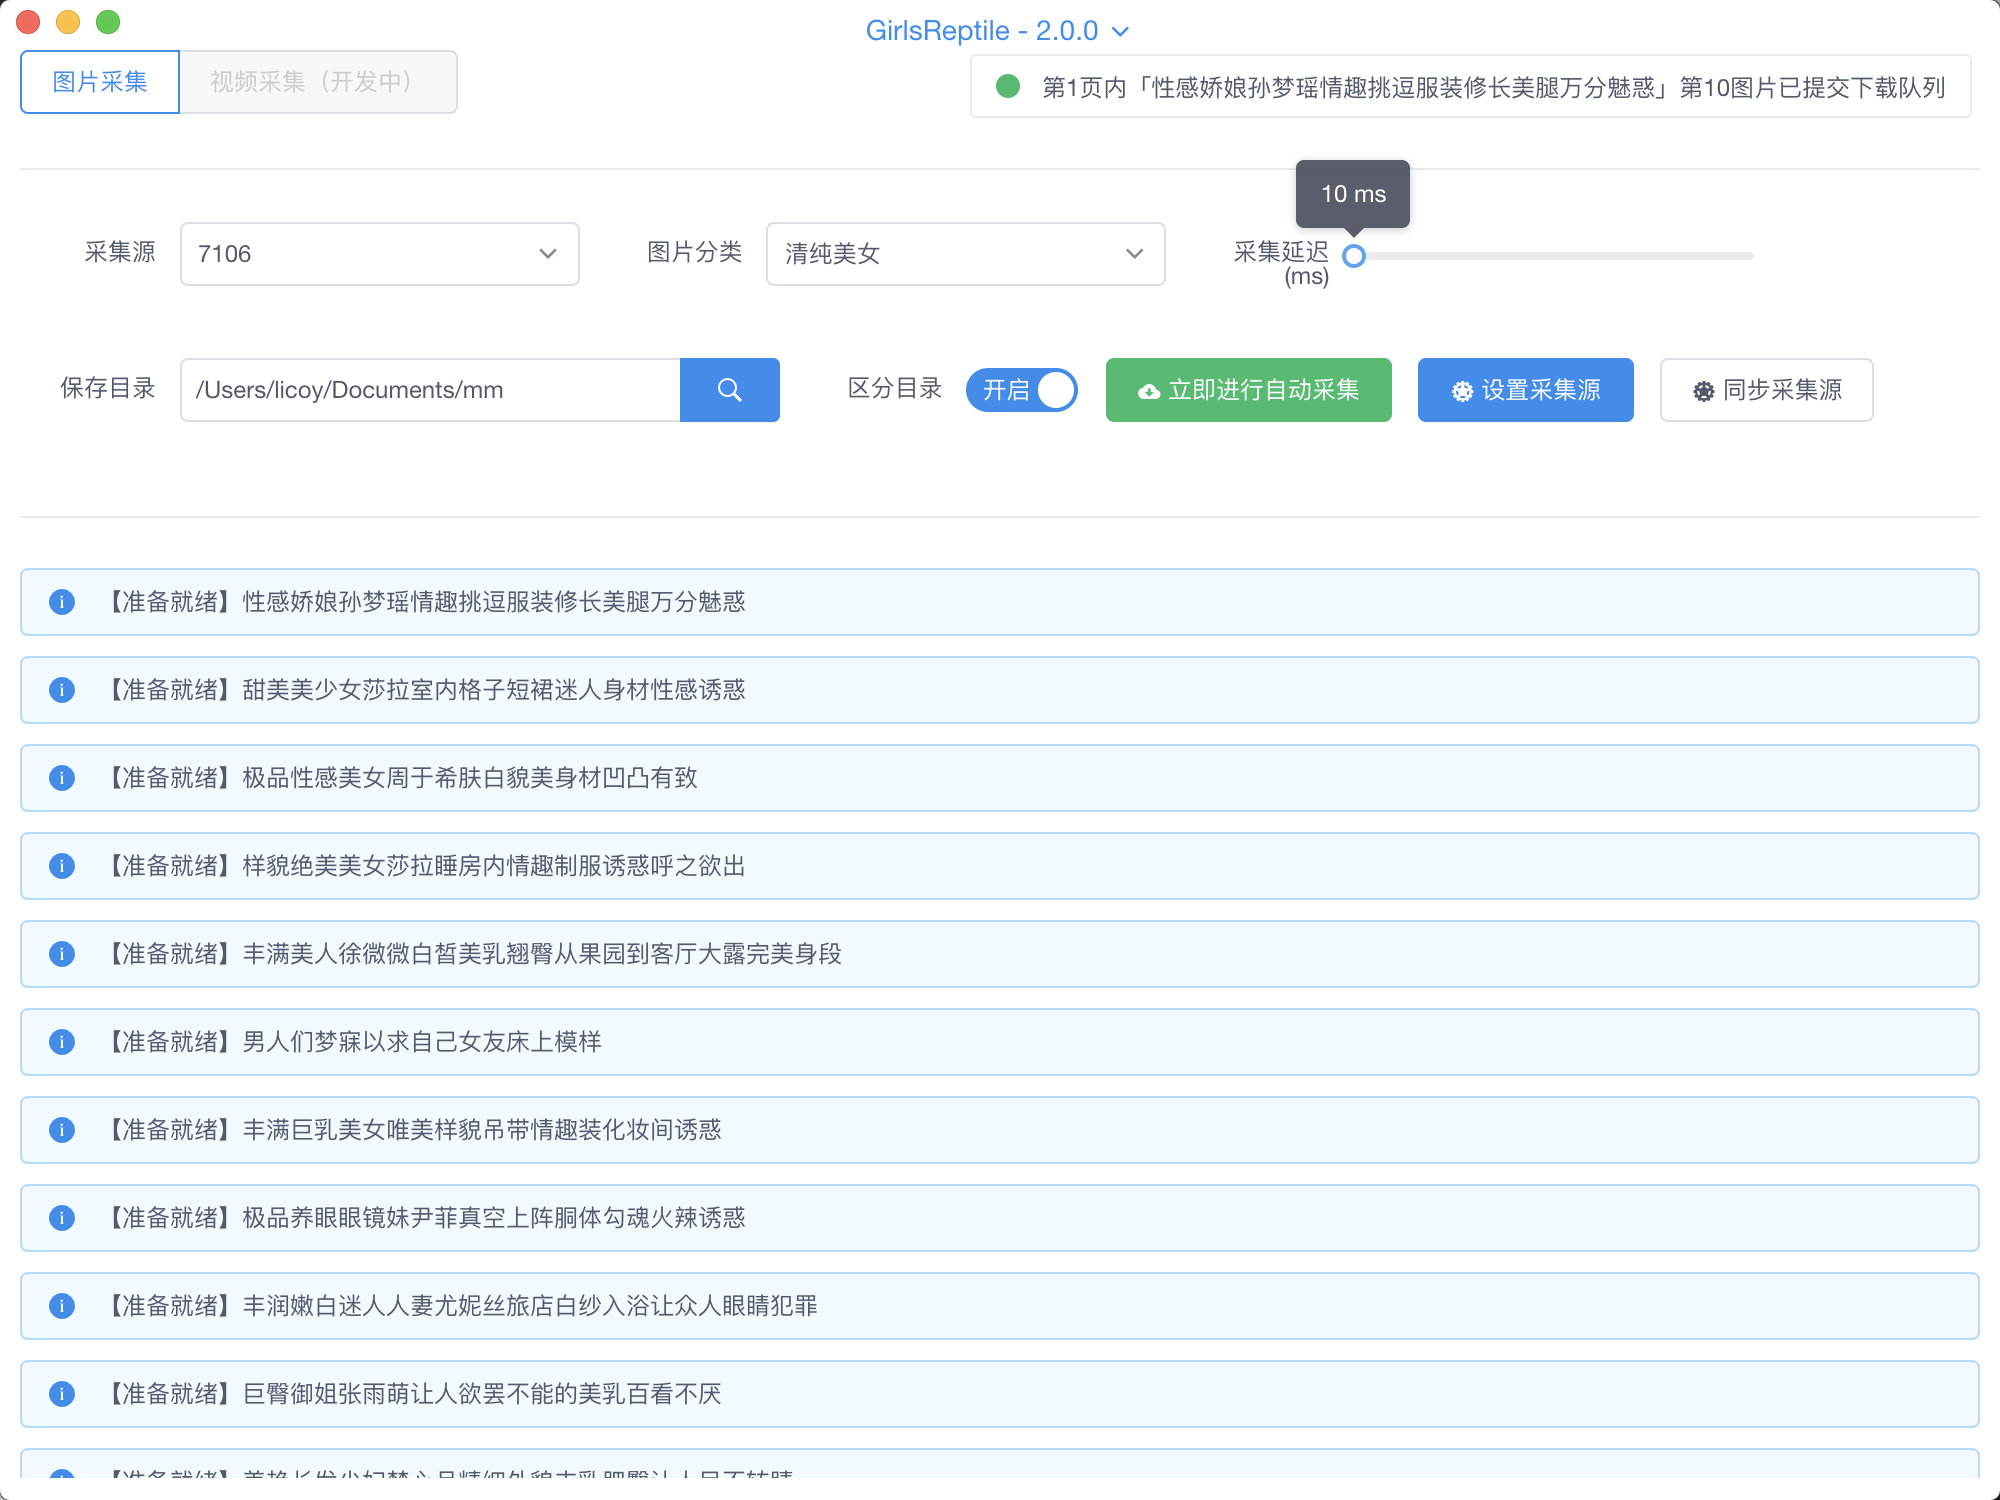 GirlsReptile - 2.0.0
图片采集
视频采集（开发中）
第1页内「性感娇娘孙梦瑶情趣挑逗服装修长美腿万分魅惑」第10图片已提交下载队列
10 ms
采集源
7106
图片分类
清纯美女
采集延迟
(ms)
保存目录
/Users/licoy/Documents/mm
区分目录
开启
立即进行自动采集
设置采集源
同步采集源
【准备就绪】性感娇娘孙梦瑶情趣挑逗服装修长美腿万分魅惑
【准备就绪】甜美美少女莎拉室内格子短裙迷人身材性感诱惑
【准备就绪】极品性感美女周于希肤白貌美身材凹凸有致
【准备就绪】样貌绝美美女莎拉睡房内情趣制服诱惑呼之欲出
【准备就绪】丰满美人徐微微白皙美乳翘臀从果园到客厅大露完美身段
【准备就绪】男人们梦寐以求自己女友床上模样
【准备就绪】丰满巨乳美女唯美样貌吊带情趣装化妆间诱惑
【准备就绪】极品养眼眼镜妹尹菲真空上阵胴体勾魂火辣诱惑
【准备就绪】丰润嫩白迷人人妻尤妮丝旅店白纱入浴让众人眼睛犯罪
【准备就绪】巨臀御姐张雨萌让人欲罢不能的美乳百看不厌